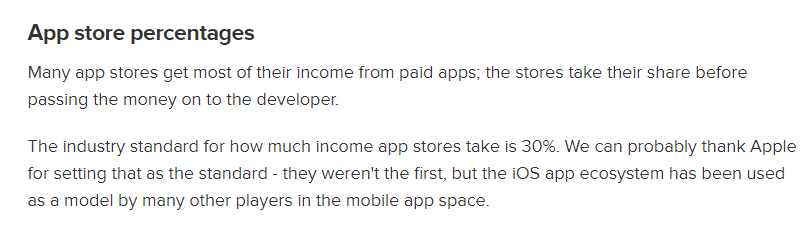 App store percentages
Many app stores get most of their income from paid apps; the stores take their share before
passing the money on to the developer.
The industry standard for how much income app stores take is 30%. We can probably thank Apple
for setting that as the standard - they weren't the first, but the iOS app ecosystem has been used
as a model by many other players in the mobile app space.